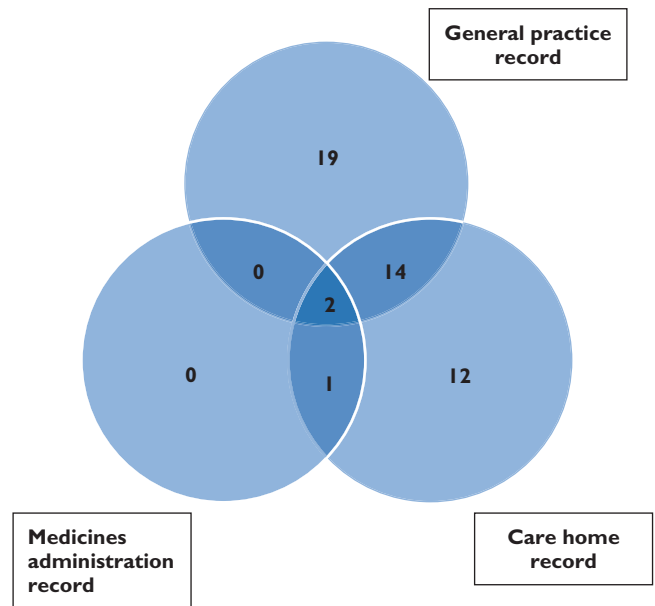 General practice
record
19
0
14
2
0
1
12
Medicines
administration
record
Care home
record